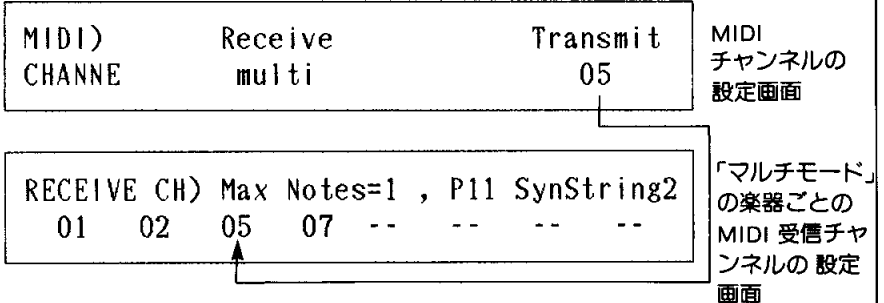 MIDI) Receive Transmit
CHANNE multi 05
MIDI
チャンネルの
設定画面
RECEIVE CH) Max Notes=1 , P11 SynString2
01 02 05 07 -- -- -- --
「マルチモード」
の楽器ごとの
MIDI 受信チャ
ンネルの 設定
画面